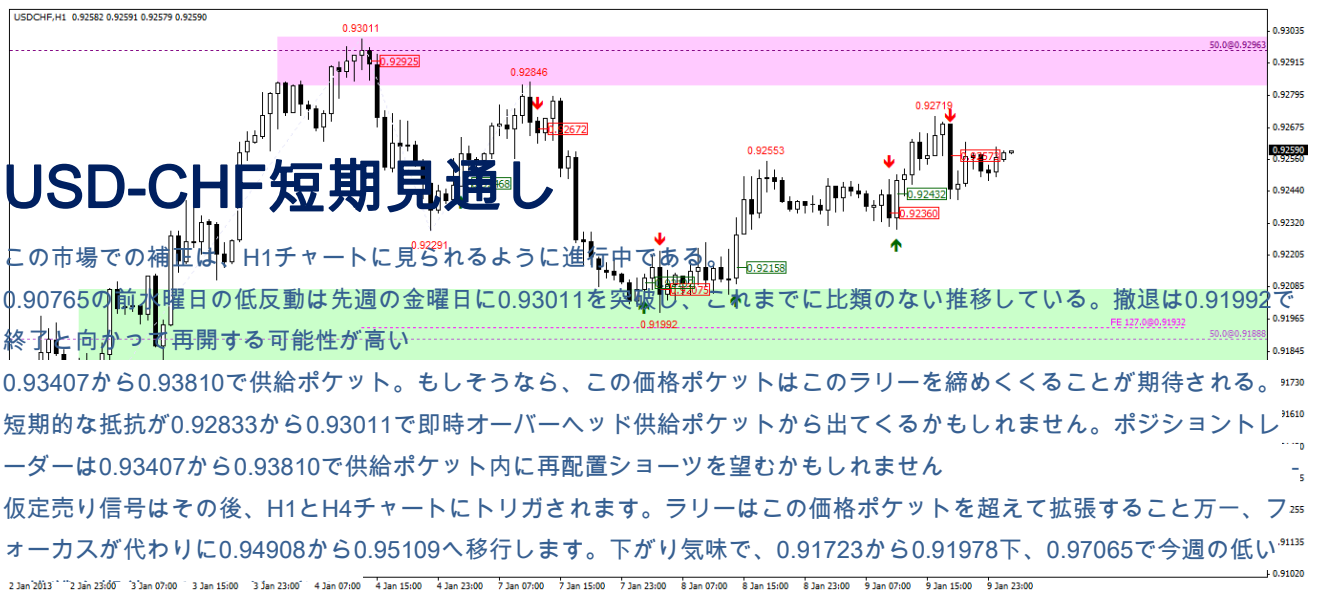 USDCHF,H1 0.92582 0.92591 0.92579 0.92590
0.93011
0.92925
0.92846
0.92672
50.0@0.92963
0.93035
0.92915
0.92795
0.92675
0.92590
0.92560
0.92440
0.92320
0.92205
0.92085
0.91965
0.91845
0.92553
0.92719
0.92432
0.92360
0.92158
0.92291
0.91992
FE 127.0@0.91932
50.0@0.91888
USD-CHF短期見通し
この市場での補正は、H1チャートに見られるように進行中である。
0.90765の前水曜日の低反動は先週の金曜日に0.93011を突破し、これまでに比類のない推移している。撤退は0.91992で
終了と向かって再開する可能性が高い
0.93407から0.93810で供給ポケット。もしそうなら、この価格ポケットはこのラリーを締めくくることが期待される。
短期的な抵抗が0.92833から0.93011で即時オーバーヘッド供給ポケットから出てくるかもしれません。ポジショントレ
ーダーは0.93407から0.93810で供給ポケット内に再配置ショーツを望むかもしれません
仮定売り信号はその後、H1とH4チャートにトリガされます。ラリーはこの価格ポケットを超えて拡張すること万一、フ
ォーカスが代わりに0.94908から0.95109へ移行します。下がり気味で、0.91723から0.91978下、0.97065で今週の低い
91730
91610
255
91135
0.91020
2 Jan 2013 2 Jan 23:00 3 Jan 07:00 3 Jan 15:00 3 Jan 23:00 4 Jan 07:00 4 Jan 15:00 4 Jan 23:00 7 Jan 07:00 7 Jan 15:00 7 Jan 23:00 8 Jan 07:00 8 Jan 15:00 8 Jan 23:00 9 Jan 07:00 9 Jan 15:00 9 Jan 23:00